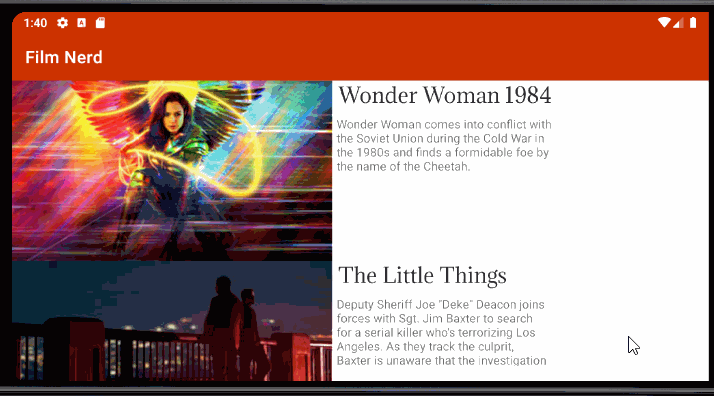 1:40
Film Nerd
Wonder Woman 1984
Wonder Woman comes into conflict with
the Soviet Union during the Cold War in
the 1980s and finds a formidable foe by
the name of the Cheetah.
The Little Things
Deputy Sheriff Joe "Deke" Deacon joins
forces with Sgt. Jim Baxter to search
for a serial killer who's terrorizing Los
Angeles. As they track the culprit,
Baxter is unaware that the investigation